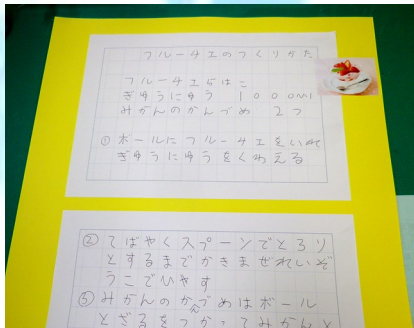 フルーチェのつくりかた
フルーチェ5はこ
ぎゅうにゅう 1000ml
みかんのかんづめ 2つ
① ボールにフルーチェをいれ
ぎゅうにゅうをくわえる
② てばやくスプーンでとろり
とするまでかきまぜれいぞ
うこでひやす
③ みかんのかんづめはボール
とざるをつかってみかんと